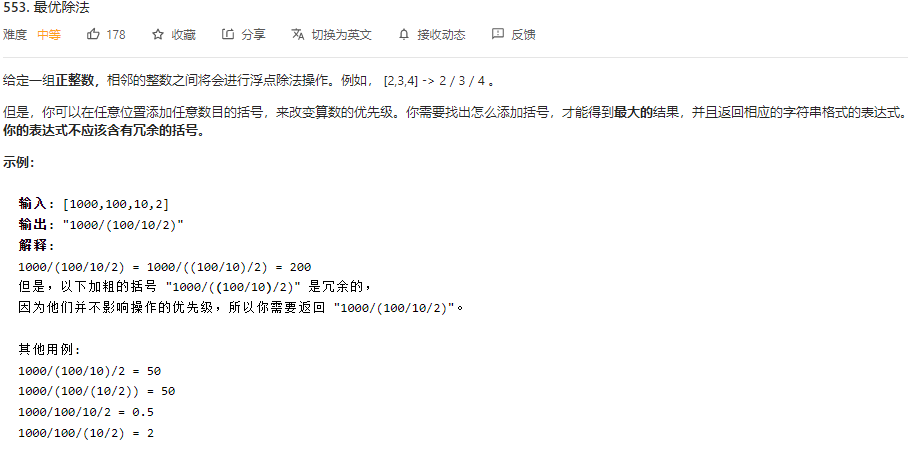 553. 最优除法
难度 中等 178 收藏 分享 切换为英文 接收动态 反馈
给定一组正整数，相邻的整数之间将会进行浮点除法操作。例如， [2,3,4] -> 2 / 3 / 4 。
但是，你可以在任意位置添加任意数目的括号，来改变算数的优先级。你需要找出怎么添加括号，才能得到最大的结果，并且返回相应的字符串格式的表达式。
你的表达式不应该含有冗余的括号。
示例：
输入: [1000,100,10,2]
输出: "1000/(100/10/2)"
解释:
1000/(100/10/2) = 1000/((100/10)/2) = 200
但是，以下加粗的括号 "1000/((100/10)/2)" 是冗余的，
因为他们并不影响操作的优先级，所以你需要返回 "1000/(100/10/2)"。
其他用例:
1000/(100/10)/2 = 50
1000/(100/(10/2)) = 50
1000/100/10/2 = 0.5
1000/100/(10/2) = 2